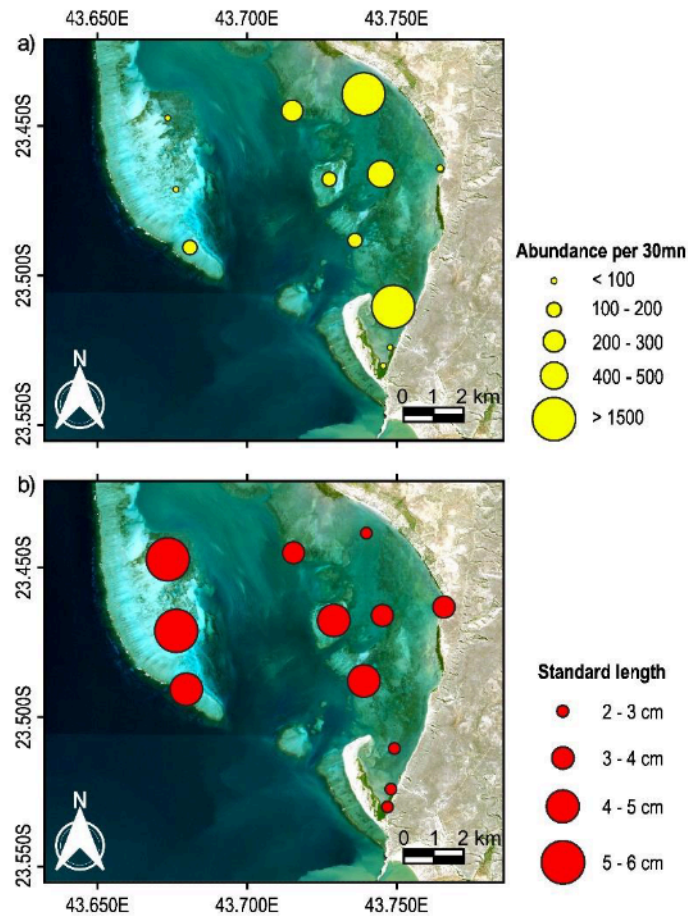 43.650E 43.700E 43.750E
a)
23.450S
23.500S
23.550S
N
0 1 2 km
Abundance per 30mn
< 100
100 - 200
200 - 300
400 - 500
> 1500
b)
23.450S
23.500S
23.550S
N
0 1 2 km
Standard length
2 - 3 cm
3 - 4 cm
4 - 5 cm
5 - 6 cm
43.650E 43.700E 43.750E